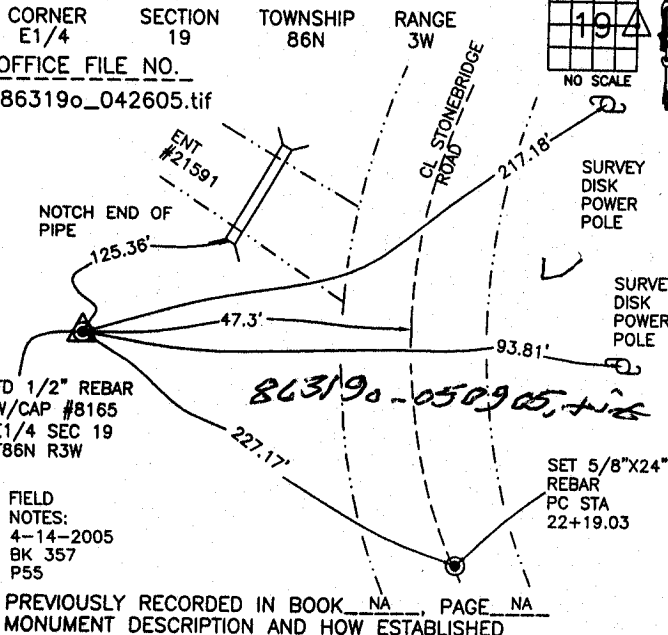 CORNER SECTION TOWNSHIP RANGE
E1/4 19 86N 3W
19
NO SCALE
OFFICE FILE NO.
86319o_042605.tif
ENT
#21591
CL STONEBRIDGE
ROAD
217.18'
SURVEY
DISK
POWER
POLE
NOTCH END OF
PIPE
125.36'
47.3'
SURVE
DISK
POWER
POLE
93.81'
TD 1/2" REBAR
W/CAP #8165
E1/4 SEC 19
T86N R3W
86319o-050905.tif
227.17'
SET 5/8"X24"
REBAR
PC STA
22+19.03
FIELD
NOTES:
4-14-2005
BK 357
P55
PREVIOUSLY RECORDED IN BOOK NA , PAGE NA
MONUMENT DESCRIPTION AND HOW ESTABLISHED